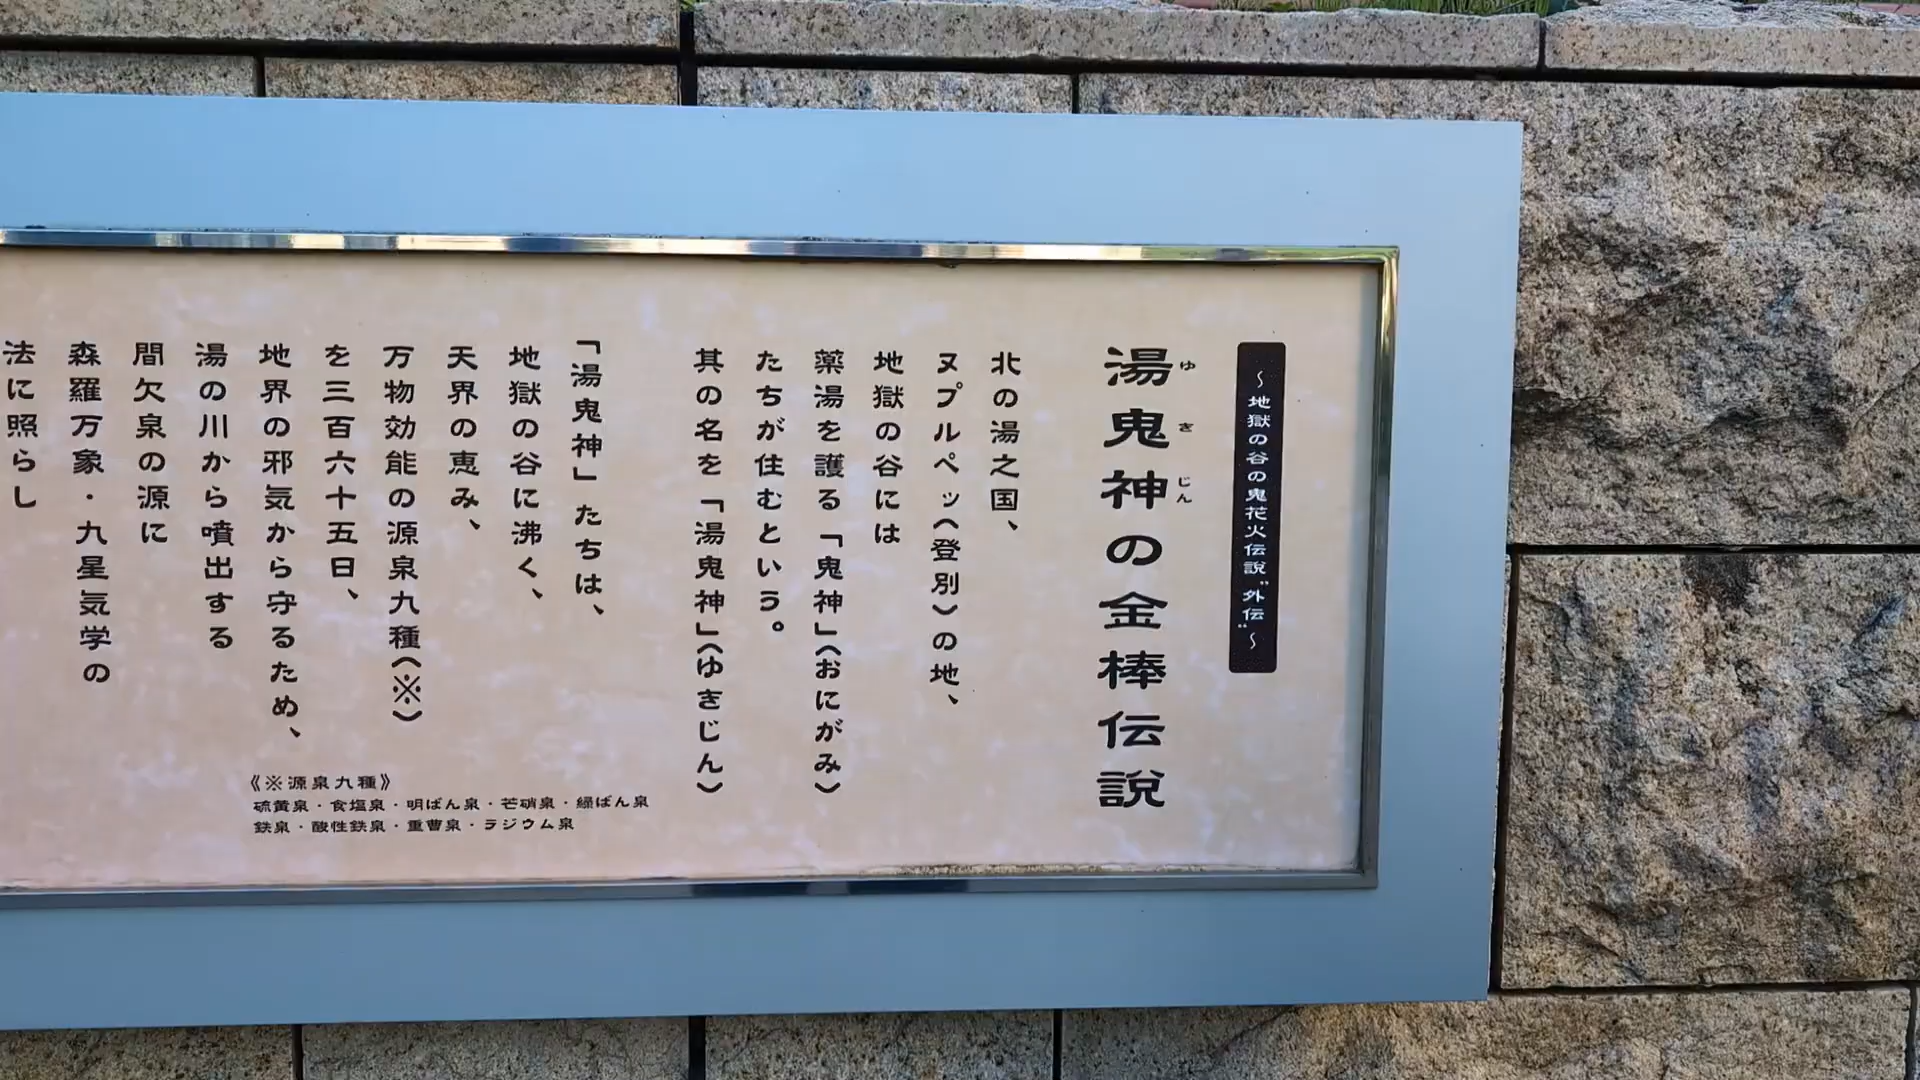 ～地獄の谷の鬼花火伝説“外伝”～
湯鬼神の金棒伝説
ゆきじん
北の湯之国、
ヌプルペッ（登別）の地、
地獄の谷には
薬湯を護る「鬼神」（おにがみ）
たちが住むという。
其の名を「湯鬼神」（ゆきじん）
「湯鬼神」たちは、
地獄の谷に沸く、
天界の恵み、
万物効能の源泉九種（※）
を三百六十五日、
地界の邪気から守るため、
湯の川から噴出する
間欠泉の源に
森羅万象・九星気学の
法に照らし
《※源泉九種》
硫黄泉・食塩泉・明ばん泉・芒硝泉・緑ばん泉
鉄泉・酸性鉄泉・重曹泉・ラジウム泉